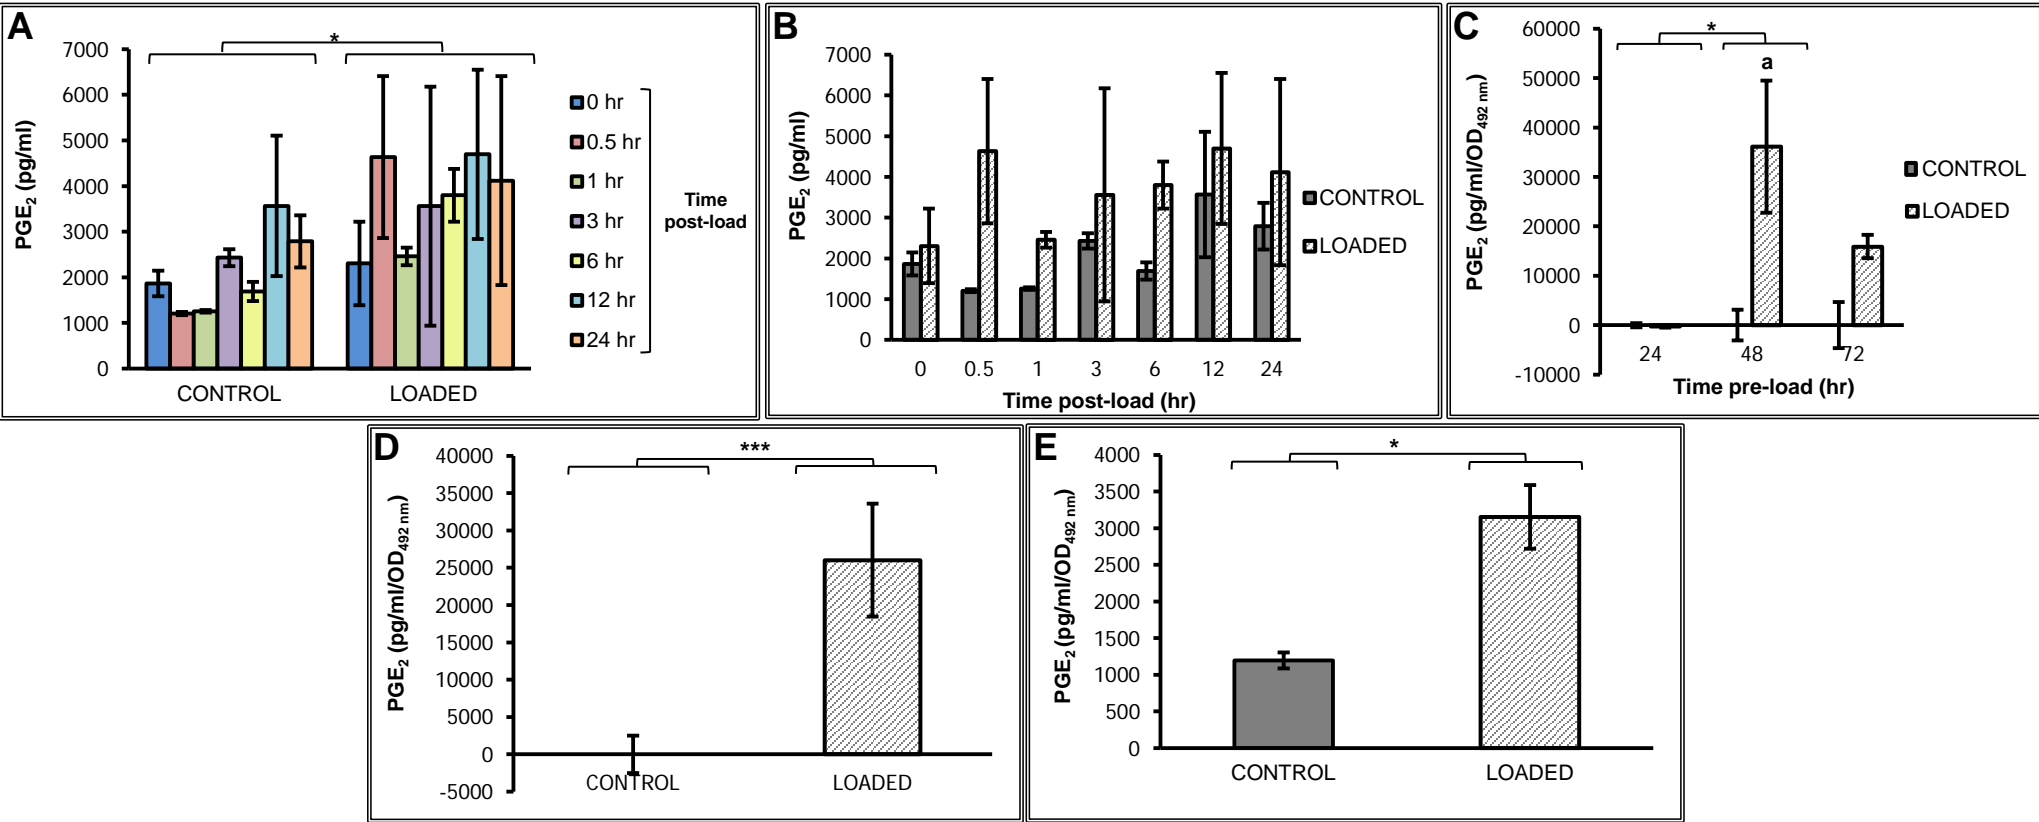 A
*
7000
6000
5000
4000
3000
2000
1000
0
PGE2 (pg/ml)
CONTROL
LOADED
0 hr
0.5 hr
1 hr
3 hr
6 hr
12 hr
24 hr
Time
post-load
B
7000
6000
5000
4000
3000
2000
1000
0
PGE2 (pg/ml)
0 0.5 1 3 6 12 24
Time post-load (hr)
CONTROL
LOADED
C
*
a
60000
50000
40000
30000
20000
10000
0
-10000
PGE2 (pg/ml/OD492 nm)
24 48 72
Time pre-load (hr)
CONTROL
LOADED
D
***
40000
35000
30000
25000
20000
15000
10000
5000
0
-5000
PGE2 (pg/ml/OD492 nm)
CONTROL
LOADED
E
*
4000
3500
3000
2500
2000
1500
1000
500
0
PGE2 (pg/ml/OD492 nm)
CONTROL
LOADED